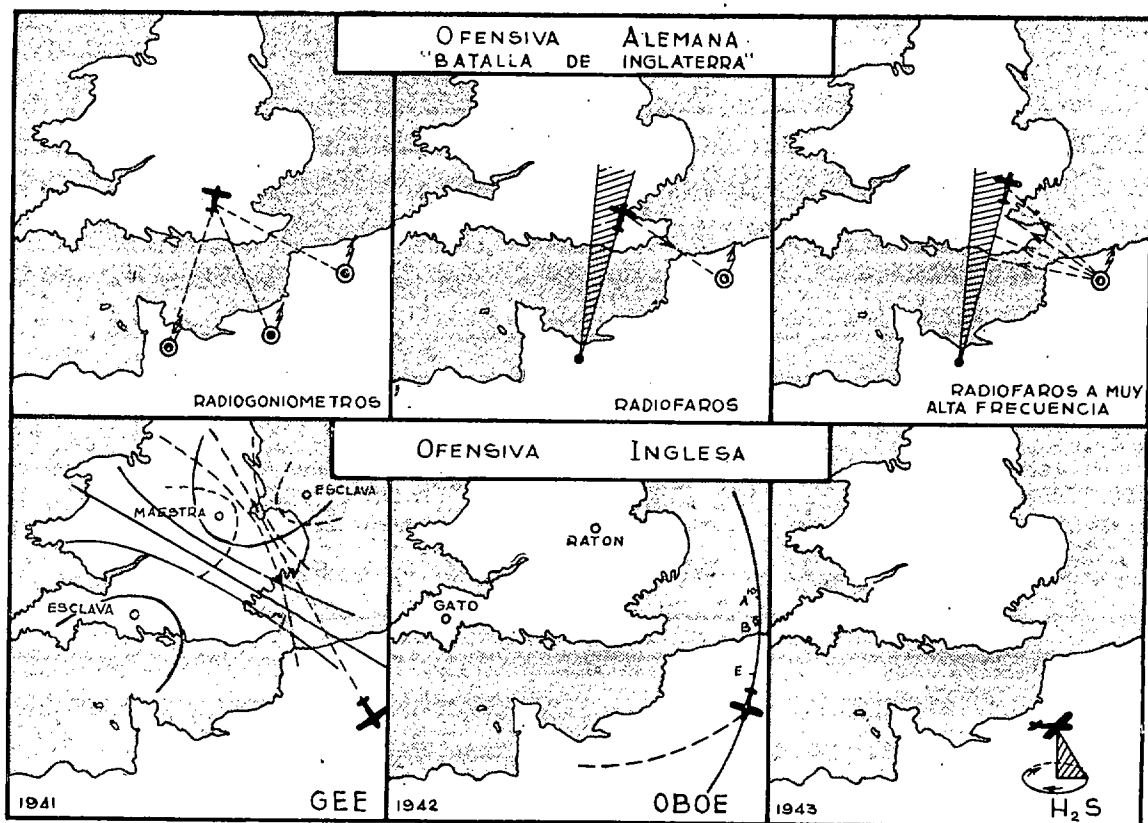 OFENSIVA ALEMANA
"BATALLA DE INGLATERRA"
RADIOGONIOMETROS
RADIOFAROS
RADIOFAROS A MUY
ALTA FRECUENCIA
OFENSIVA INGLESA
MAESTRA
ESCLAVA
ESCLAVA
1941
GEE
RATON
GATO
A
B
E
1942
OBOE
1943
H₂S